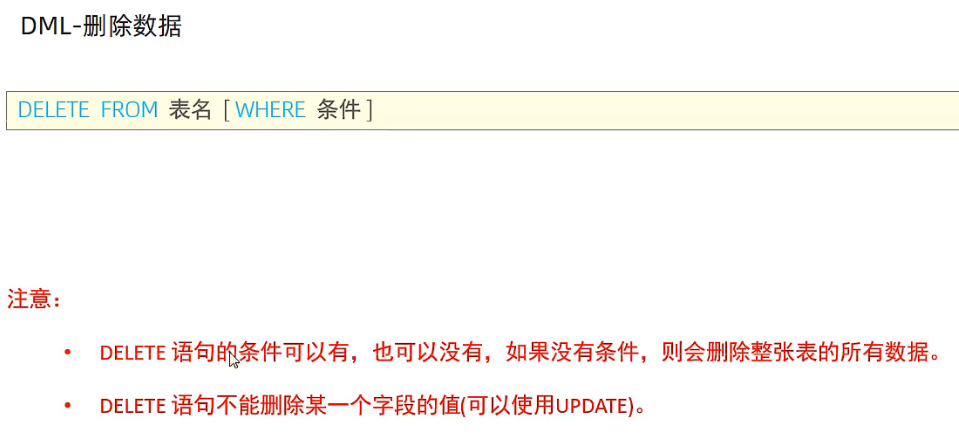 DML-删除数据
DELETE FROM 表名 [ WHERE 条件 ]
注意：
• DELETE 语句的条件可以有，也可以没有，如果没有条件，则会删除整张表的所有数据。
• DELETE 语句不能删除某一个字段的值(可以使用UPDATE)。